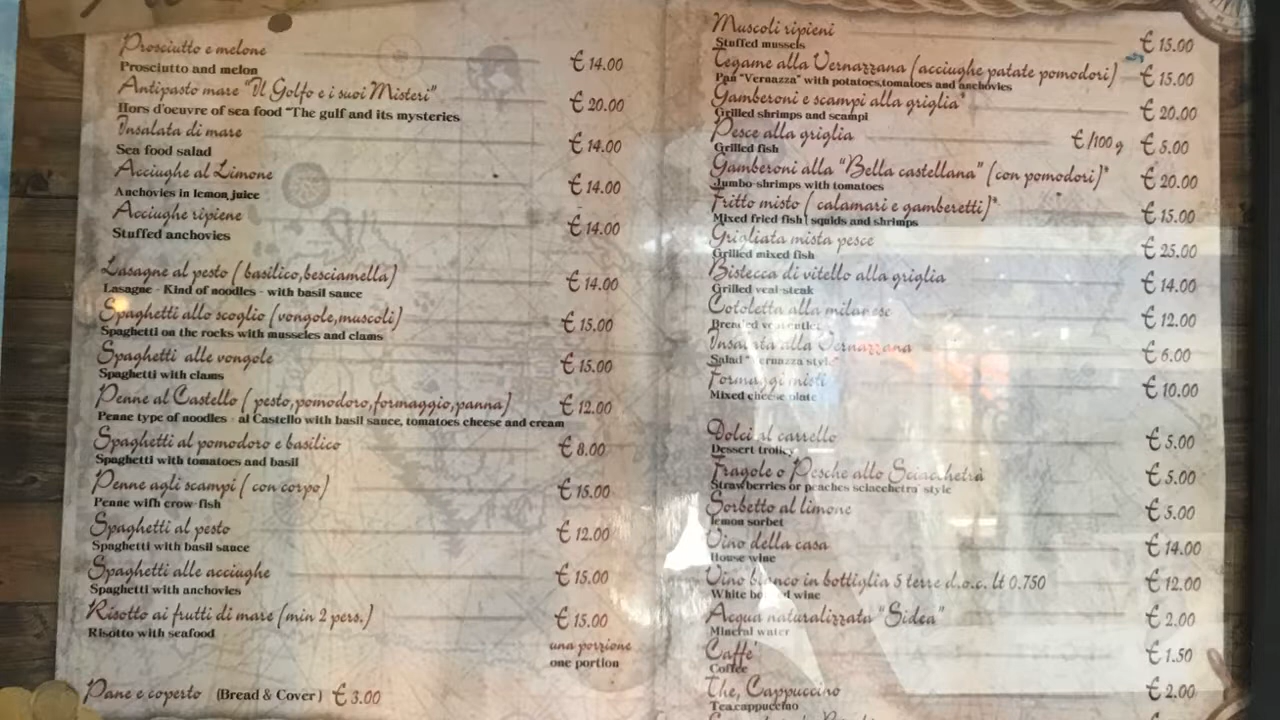 Prosciutto e melone € 14.00
Prosciutto and melon
Antipasto mare "Il Golfo e i suoi Misteri" € 20.00
Hors d'oeuvre of sea food "The gulf and its mysteries
Insalata di mare € 14.00
Sea food salad
Acciughe al Limone € 14.00
Anchovies in lemon juice
Acciughe ripiene € 14.00
Stuffed anchovies
Lasagne al pesto ( basilico,besciamella) € 14.00
Lasagne - Kind of noodles - with basil sauce
Spaghetti allo scoglio (vongole,muscoli) € 15.00
Spaghetti on the rocks with musseles and clams
Spaghetti alle vongole € 15.00
Spaghetti with clams
Penne al Castello ( pesto,pomodoro,formaggio,panna) € 12.00
Penne type of noodles - al Castello with basil sauce, tomatoes cheese and cream
Spaghetti al pomodoro e basilico € 8.00
Spaghetti with tomatoes and basil
Penne agli scampi ( con corpo) € 15.00
Penne wifh crow-fish
Spaghetti al pesto € 12.00
Spaghetti with basil sauce
Spaghetti alle acciughe € 15.00
Spaghetti with anchovies
Risotto ai frutti di mare (min 2 pers.) € 15.00
Risotto with seafood
una porzione
one portion
Pane e coperto (Bread & Cover) € 3.00
Muscoli ripieni € 15.00
Stuffed mussels
Tegame alla Vernazzana (acciughe patate pomodori) € 15.00
Pan "Vernazza" with potatoes,tomatoes and anchovies
Gamberoni e scampi alla griglia* € 20.00
Grilled shrimps and scampi
Pesce alla griglia €/100 g € 5.00
Grilled fish
Gamberoni alla "Bella castellana" (con pomodori)* € 20.00
Jumbo-shrimps with tomatoes
Fritto misto ( calamari e gamberetti)* € 15.00
Mixed fried fish ( squids and shrimps
Grigliata mista pesce € 25.00
Grilled mixed fish
Bistecca di vitello alla griglia € 14.00
Grilled veal-steak
Cotoletta alla milanese € 12.00
Breaded veal cutlet
Insalata alla Vernazzana € 6.00
Salad "Vernazza style"
Formaggi misti € 10.00
Mixed cheese plate
Dolci al carrello € 5.00
Dessert trolley
Fragole o Pesche allo Sciacchetrà € 5.00
Strawberries or peaches sciacchetra' style
Sorbetto al limone € 5.00
lemon sorbet
Vino della casa € 14.00
House wine
Vino bianco in bottiglia 5 terre d.o.c. lt 0.750 € 12.00
White wine
Acqua naturalizzata "Sidea" € 2.00
Mineral water
Caffe' € 1.50
Coffee
The, Cappuccino € 2.00
Tea,cappuccino